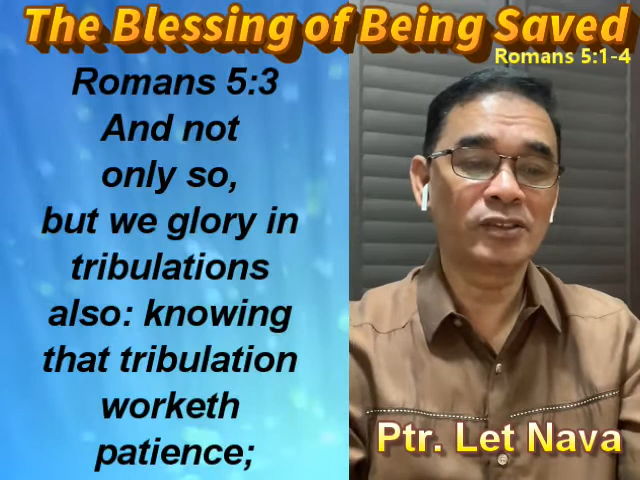 The Blessing of Being Saved
Romans 5:1-4
Romans 5:3
And not
only so,
but we glory in
tribulations
also: knowing
that tribulation
worketh
patience;
Ptr. Let Nava